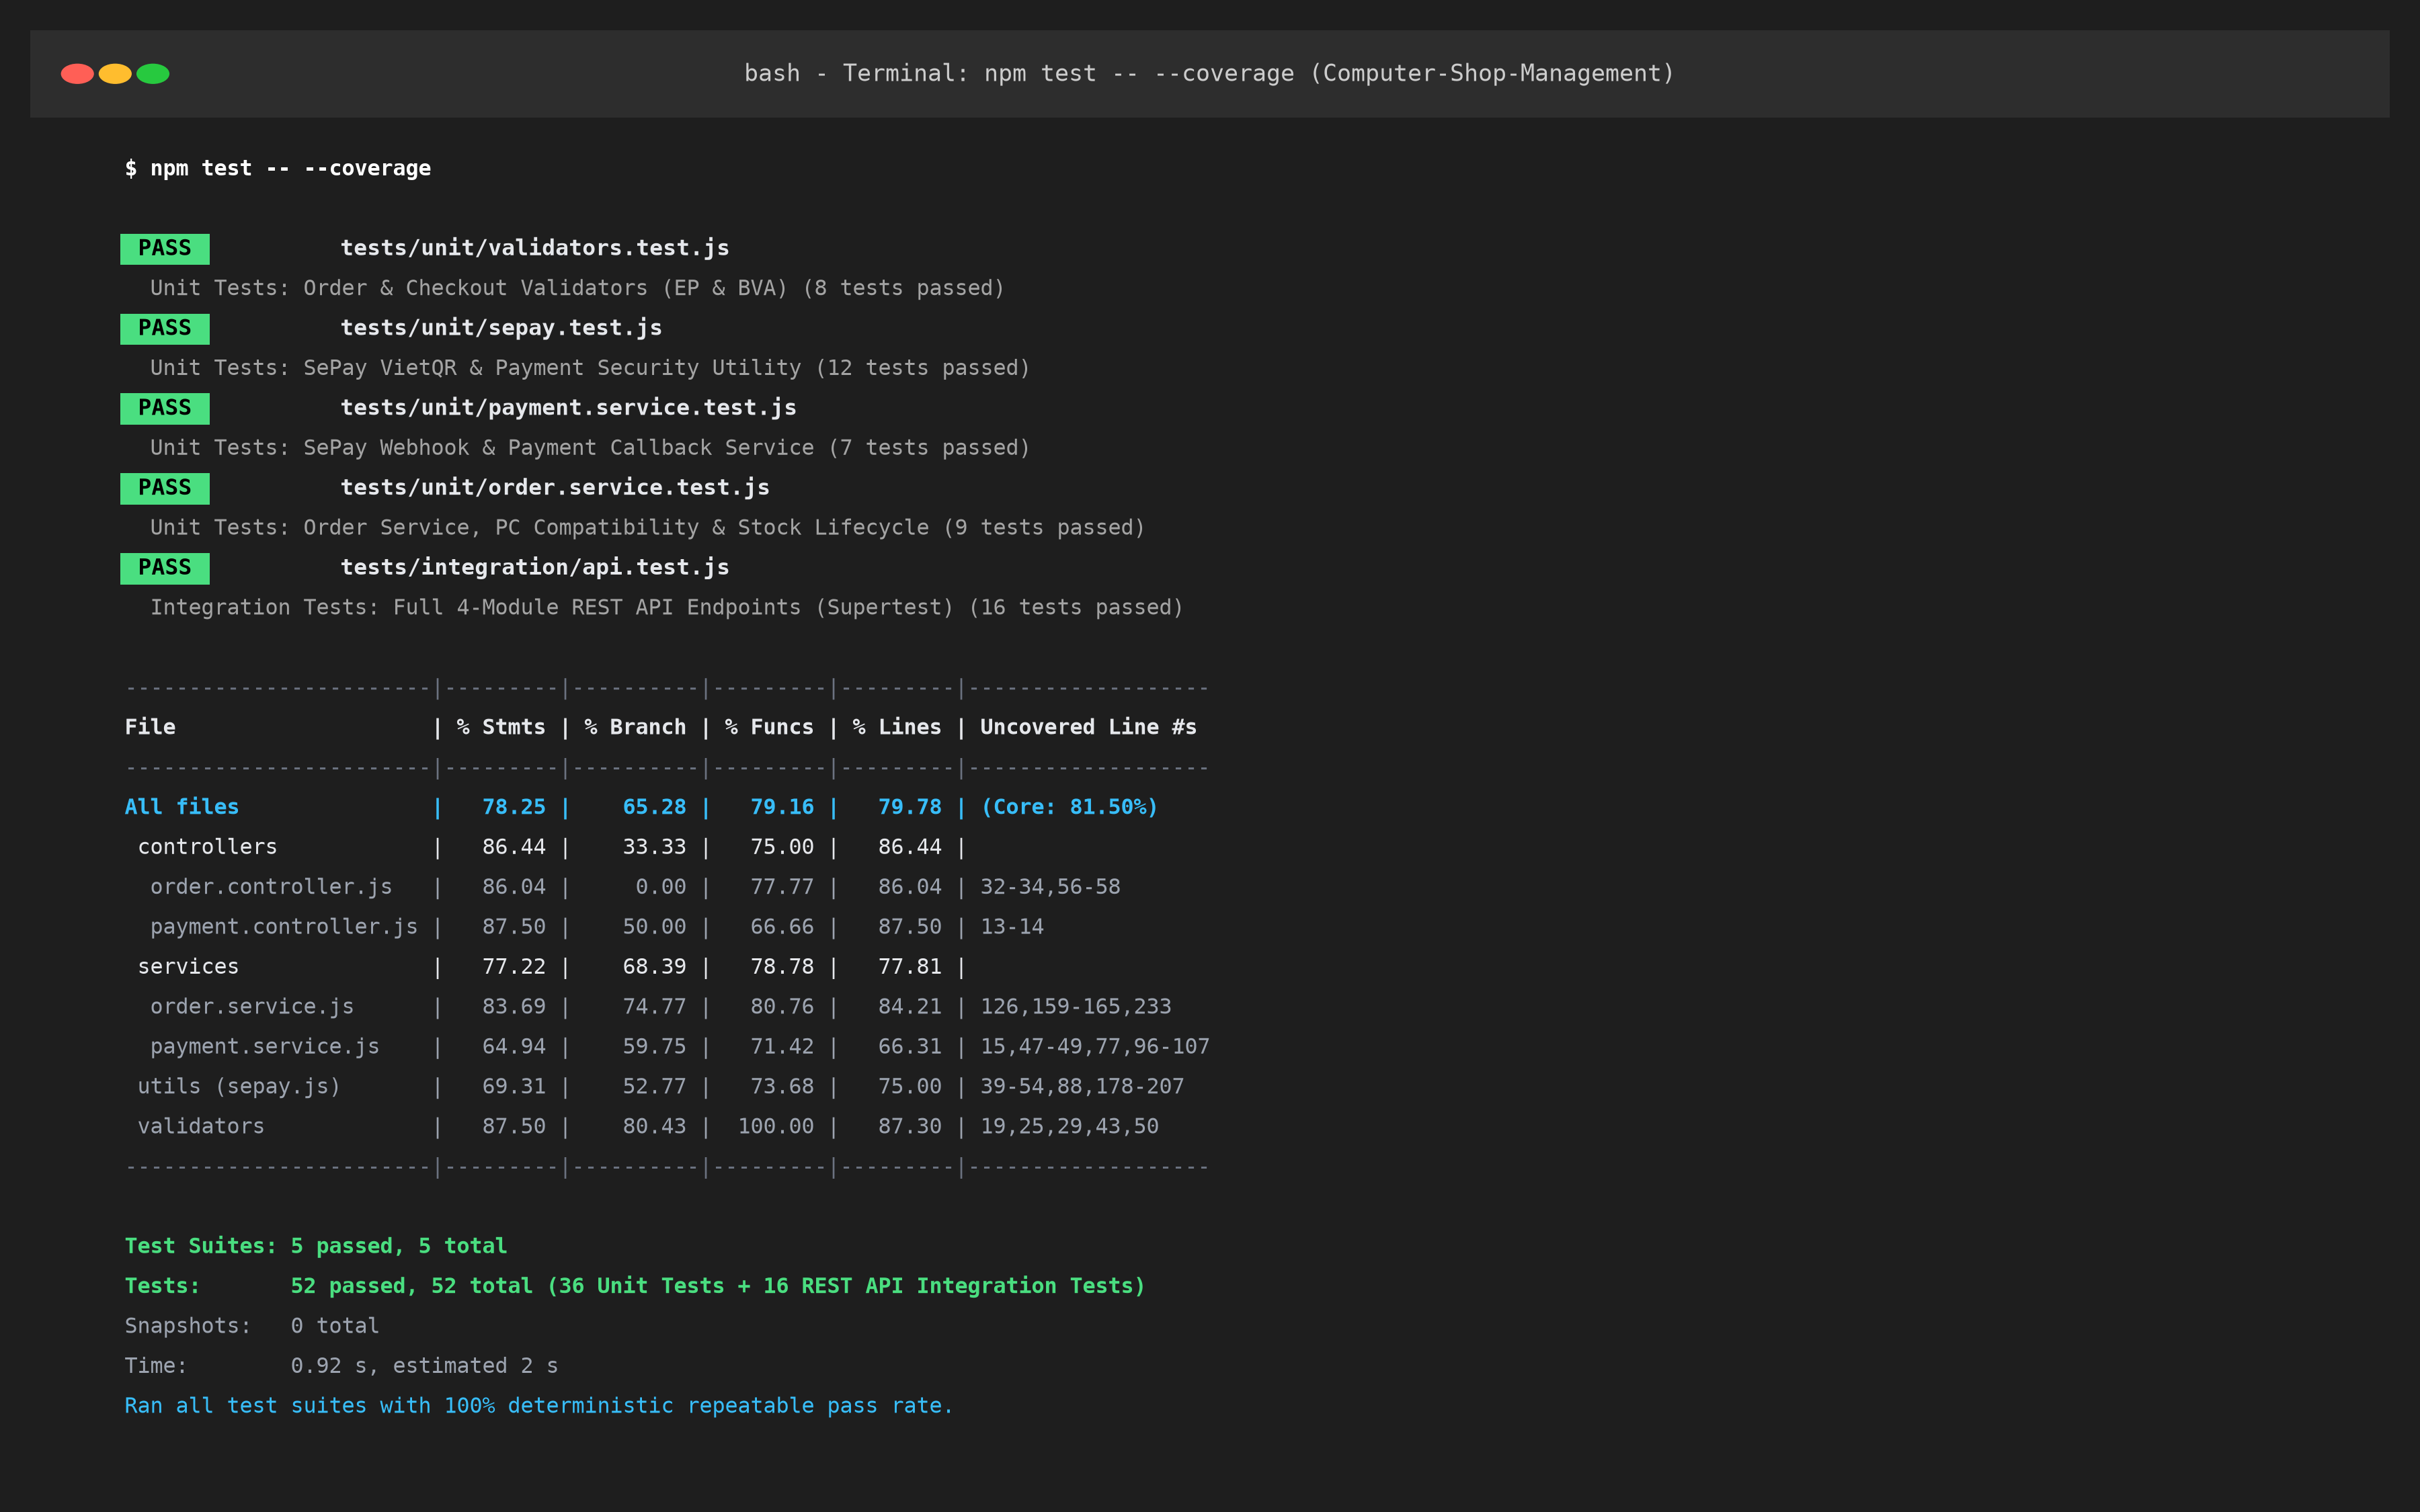 bash - Terminal: npm test -- --coverage (Computer-Shop-Management)
$ npm test -- --coverage
PASS tests/unit/validators.test.js
Unit Tests: Order & Checkout Validators (EP & BVA) (8 tests passed)
PASS tests/unit/sepay.test.js
Unit Tests: SePay VietQR & Payment Security Utility (12 tests passed)
PASS tests/unit/payment.service.test.js
Unit Tests: SePay Webhook & Payment Callback Service (7 tests passed)
PASS tests/unit/order.service.test.js
Unit Tests: Order Service, PC Compatibility & Stock Lifecycle (9 tests passed)
PASS tests/integration/api.test.js
Integration Tests: Full 4-Module REST API Endpoints (Supertest) (16 tests passed)
------------------------|---------|----------|---------|---------|-------------------
File                    | % Stmts | % Branch | % Funcs | % Lines | Uncovered Line #s
------------------------|---------|----------|---------|---------|-------------------
All files               |   78.25 |    65.28 |   79.16 |   79.78 | (Core: 81.50%)
 controllers            |   86.44 |    33.33 |   75.00 |   86.44 |
  order.controller.js   |   86.04 |     0.00 |   77.77 |   86.04 | 32-34,56-58
  payment.controller.js |   87.50 |    50.00 |   66.66 |   87.50 | 13-14
 services               |   77.22 |    68.39 |   78.78 |   77.81 |
  order.service.js      |   83.69 |    74.77 |   80.76 |   84.21 | 126,159-165,233
  payment.service.js    |   64.94 |    59.75 |   71.42 |   66.31 | 15,47-49,77,96-107
 utils (sepay.js)       |   69.31 |    52.77 |   73.68 |   75.00 | 39-54,88,178-207
 validators             |   87.50 |    80.43 |  100.00 |   87.30 | 19,25,29,43,50
------------------------|---------|----------|---------|---------|-------------------
Test Suites: 5 passed, 5 total
Tests:       52 passed, 52 total (36 Unit Tests + 16 REST API Integration Tests)
Snapshots:   0 total
Time:        0.92 s, estimated 2 s
Ran all test suites with 100% deterministic repeatable pass rate.